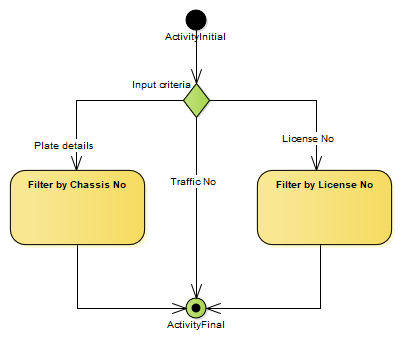 ActivityInitial
Input criteria
License No
Plate details
Traffic No
Filter by Chassis No
Filter by License No
ActivityFinal